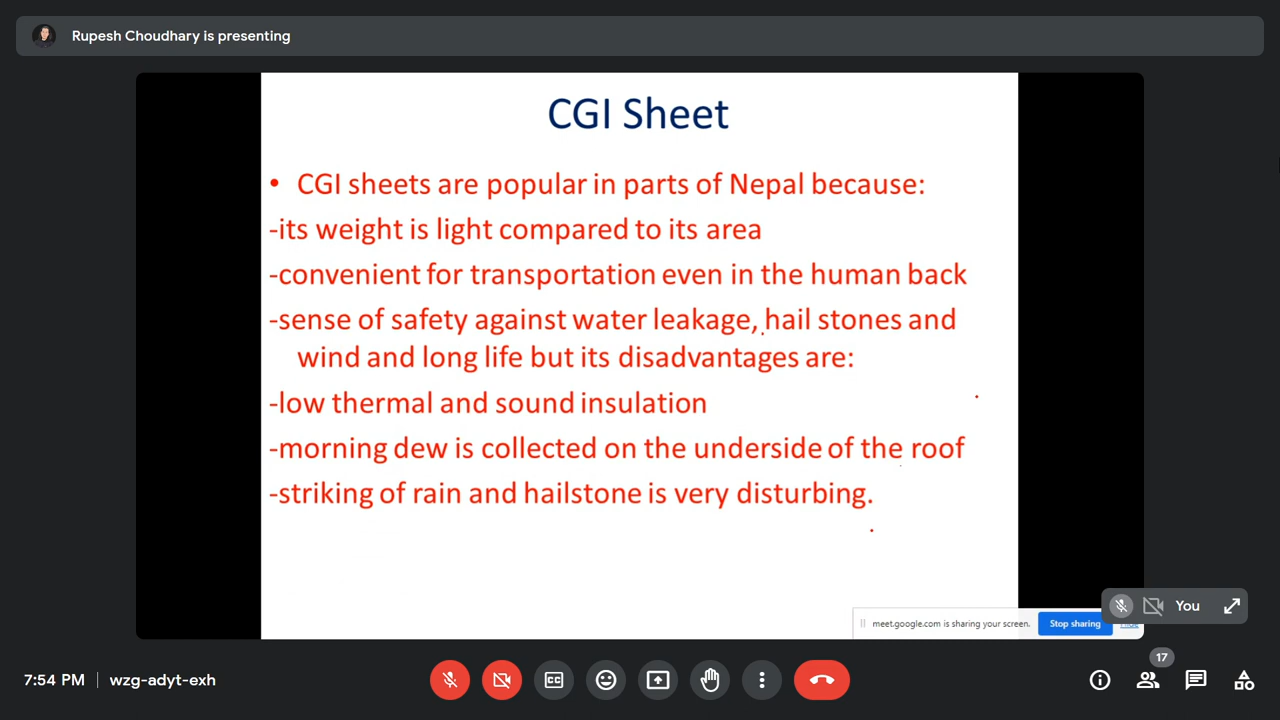 Rupesh Choudhary is presenting
CGI Sheet
• CGI sheets are popular in parts of Nepal because:
-its weight is light compared to its area
-convenient for transportation even in the human back
-sense of safety against water leakage, hail stones and
wind and long life but its disadvantages are:
-low thermal and sound insulation
-morning dew is collected on the underside of the roof
-striking of rain and hailstone is very disturbing.
You
meet.google.com is sharing your screen.
Stop sharing
17
7:54 PM | wzg-adyt-exh
CC